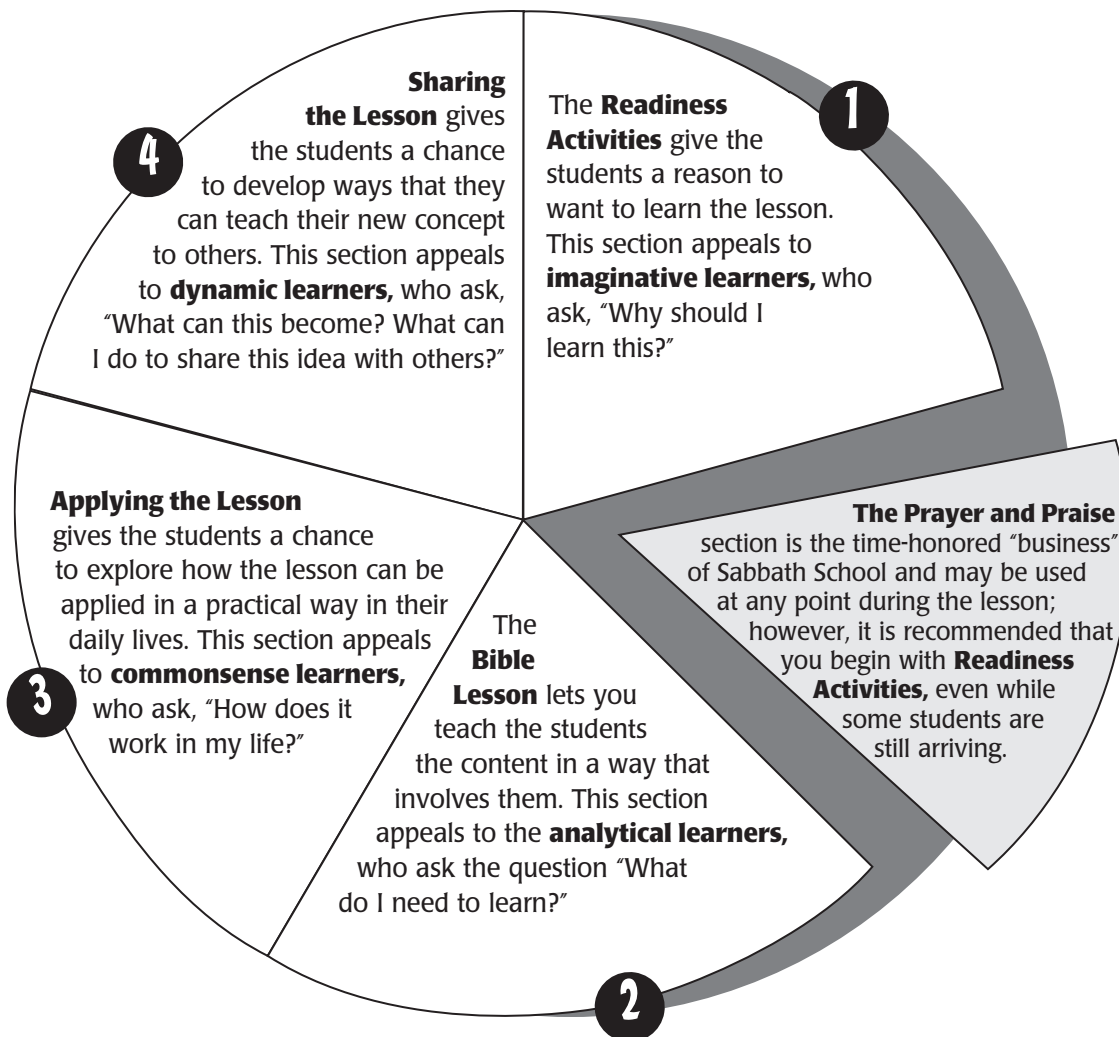 1
The Readiness
Activities give the
students a reason to
want to learn the lesson.
This section appeals to
imaginative learners, who
ask, “Why should I
learn this?”
The Prayer and Praise
section is the time-honored “business”
of Sabbath School and may be used
at any point during the lesson;
however, it is recommended that
you begin with Readiness
Activities, even while
some students are
still arriving.
2
The
Bible
Lesson lets you
teach the students
the content in a way that
involves them. This section
appeals to the analytical learners,
who ask the question “What
do I need to learn?”
3
Applying the Lesson
gives the students a chance
to explore how the lesson can be
applied in a practical way in their
daily lives. This section appeals
to commonsense learners,
who ask, “How does it
work in my life?”
4
Sharing
the Lesson gives
the students a chance
to develop ways that they
can teach their new concept
to others. This section appeals
to dynamic learners, who ask,
“What can this become? What can
I do to share this idea with others?”